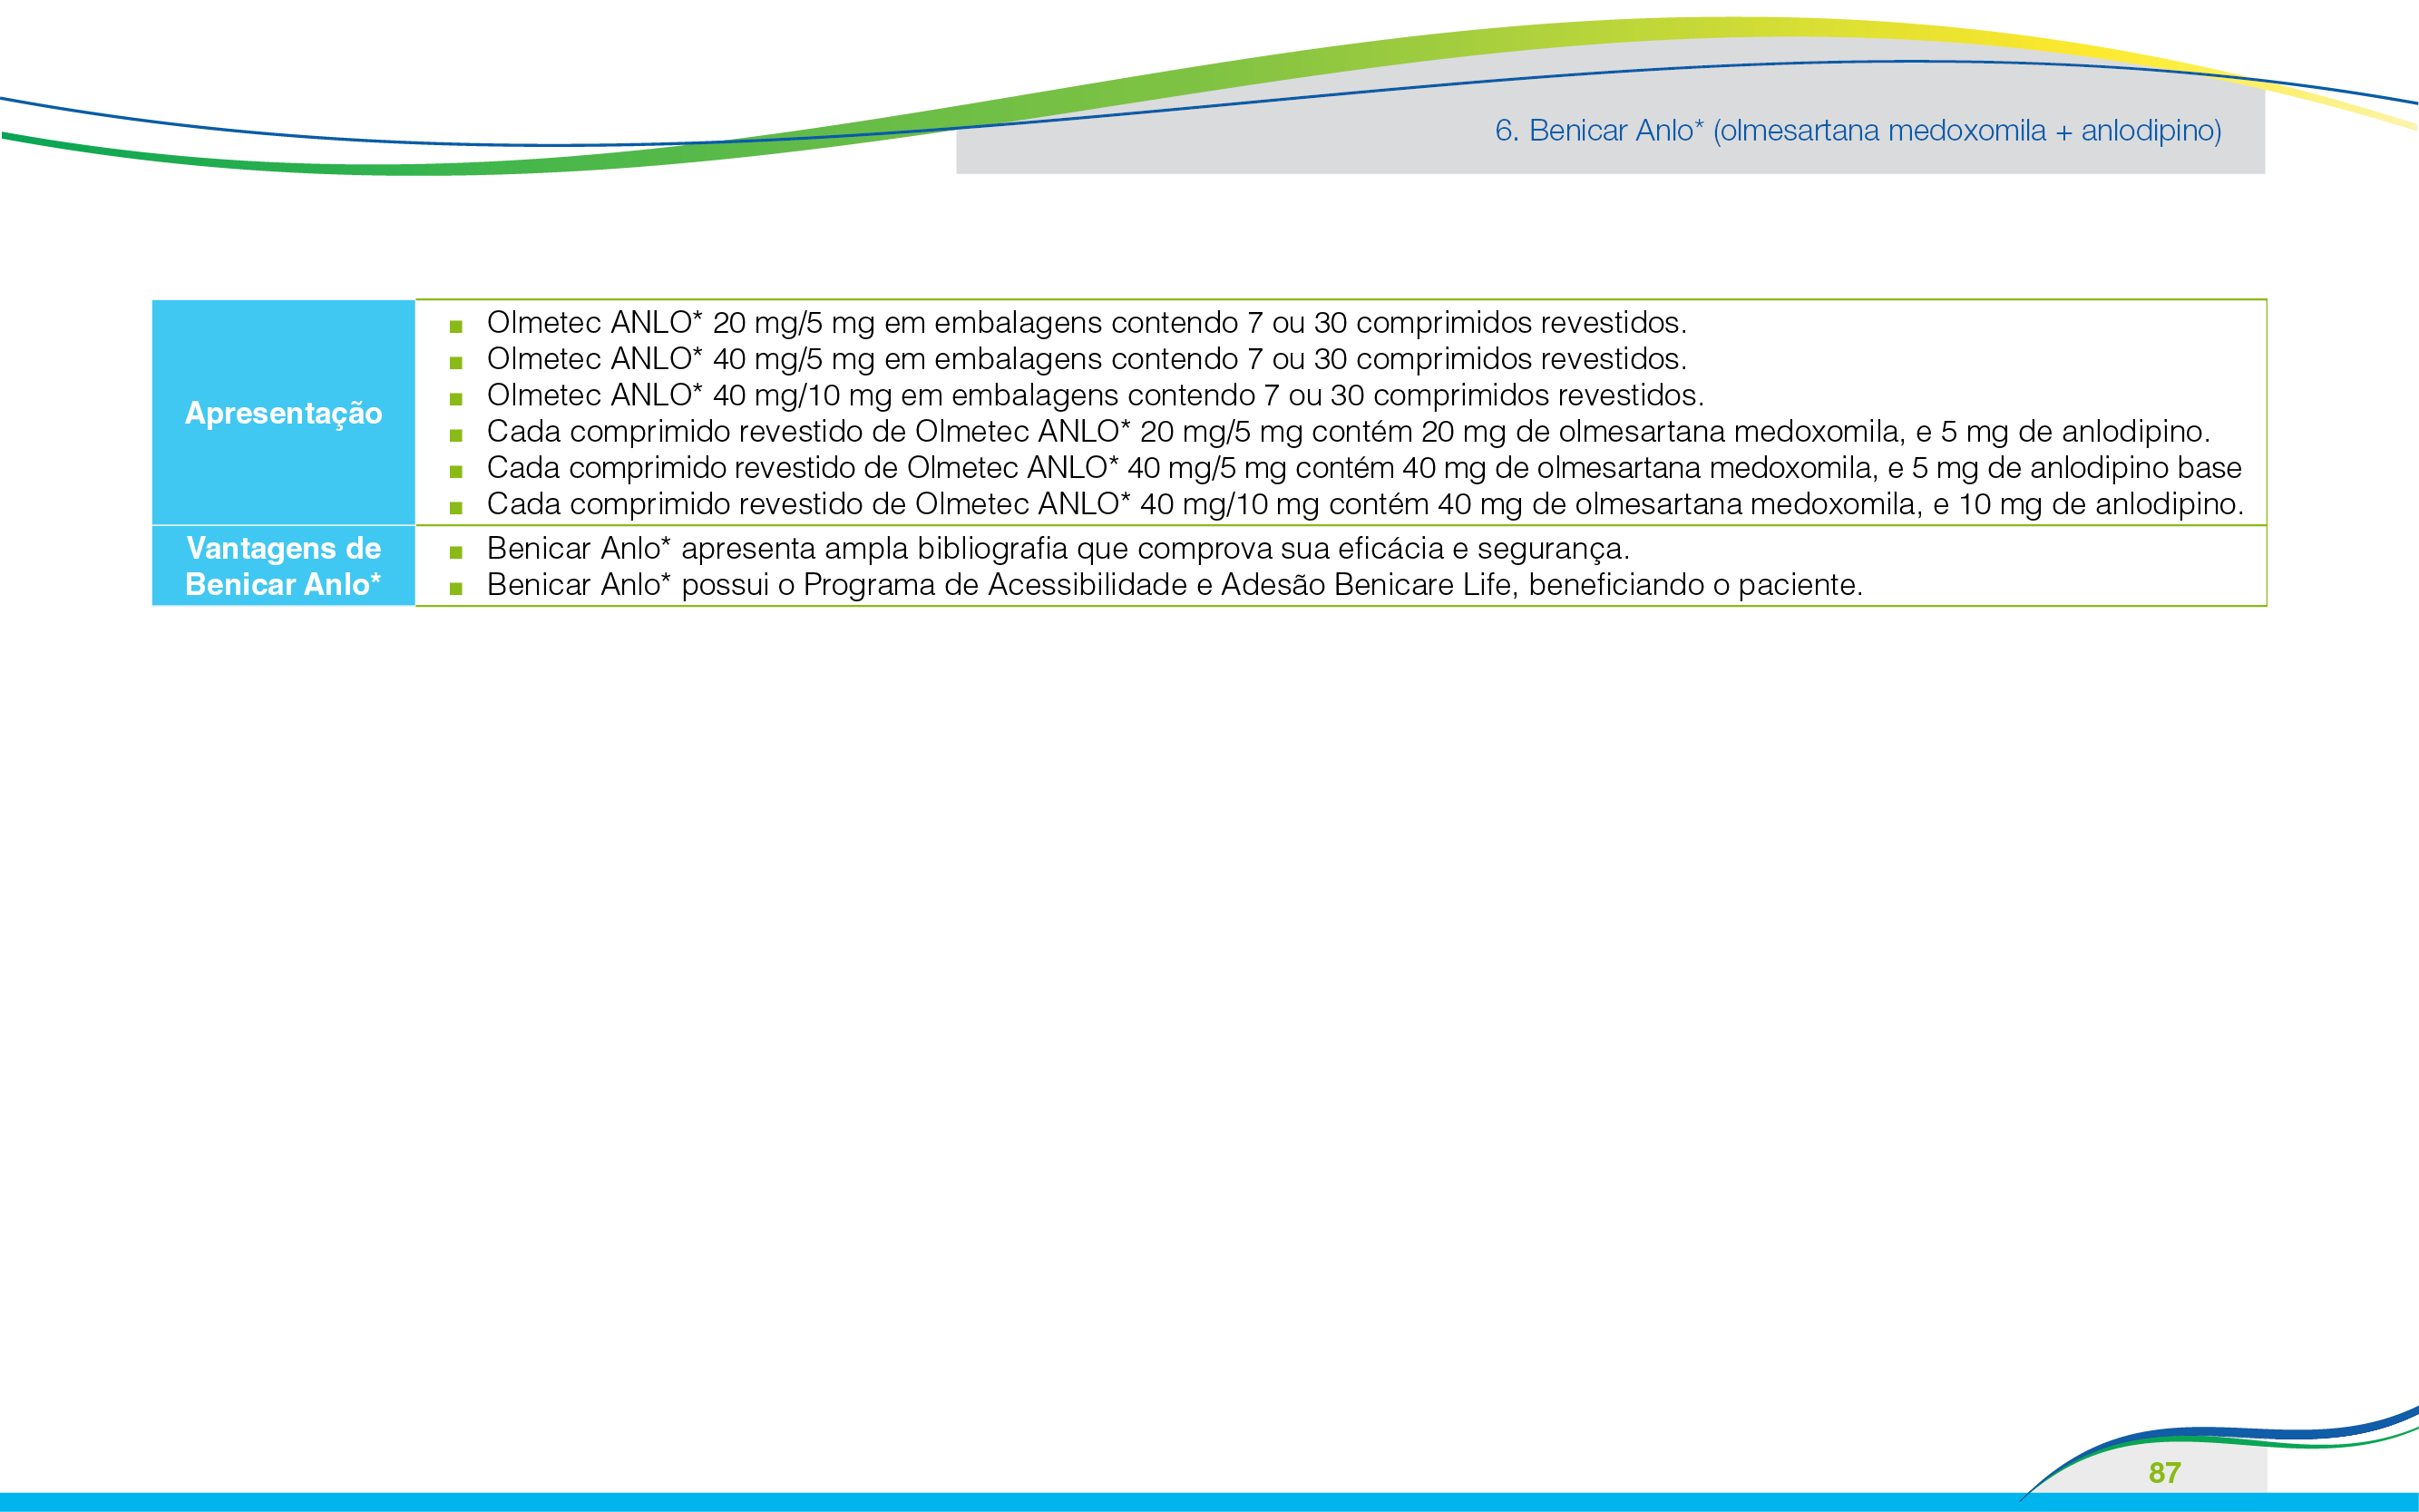 6. Benicar Anlo* (olmesartana medoxomila + anlodipino)
Apresentação
■ Olmetec ANLO* 20 mg/5 mg em embalagens contendo 7 ou 30 comprimidos revestidos.
■ Olmetec ANLO* 40 mg/5 mg em embalagens contendo 7 ou 30 comprimidos revestidos.
■ Olmetec ANLO* 40 mg/10 mg em embalagens contendo 7 ou 30 comprimidos revestidos.
■ Cada comprimido revestido de Olmetec ANLO* 20 mg/5 mg contém 20 mg de olmesartana medoxomila, e 5 mg de anlodipino.
■ Cada comprimido revestido de Olmetec ANLO* 40 mg/5 mg contém 40 mg de olmesartana medoxomila, e 5 mg de anlodipino base
■ Cada comprimido revestido de Olmetec ANLO* 40 mg/10 mg contém 40 mg de olmesartana medoxomila, e 10 mg de anlodipino.
Vantagens de
Benicar Anlo*
■ Benicar Anlo* apresenta ampla bibliografia que comprova sua eficácia e segurança.
■ Benicar Anlo* possui o Programa de Acessibilidade e Adesão Benicare Life, beneficiando o paciente.
87